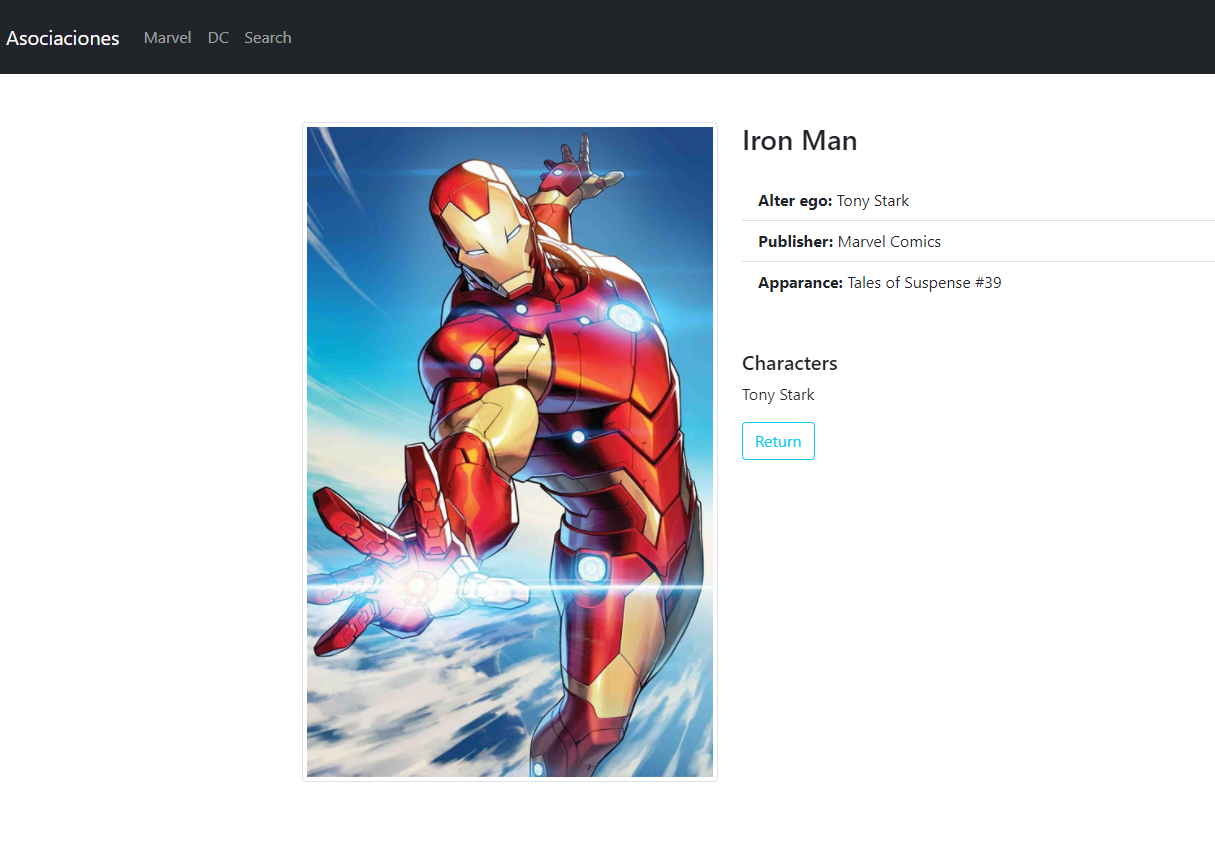 Asociaciones Marvel DC Search
Iron Man
Alter ego: Tony Stark
Publisher: Marvel Comics
Apparance: Tales of Suspense #39
Characters
Tony Stark
Return